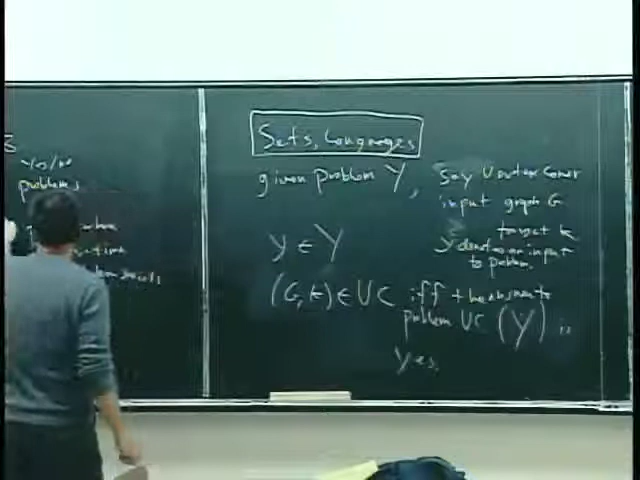 Yes/No
problems
Sets, Languages
given problem Y,
y ∈ Y
(G, k) ∈ VC iff the answer to
problem VC (Y) is
yes.
Say Vertex Cover
input graph G
target k
y denotes an input
to problem.